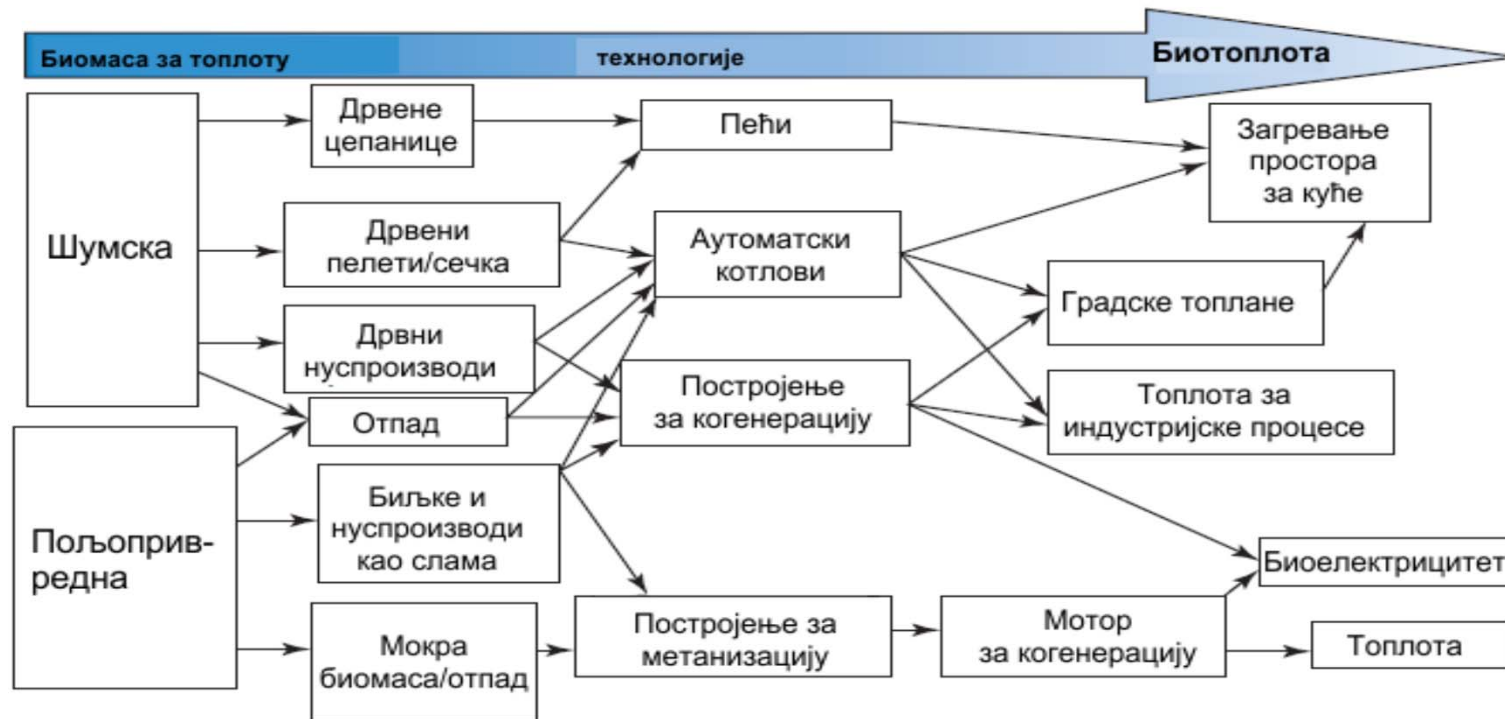 Биомаса за топлоту
технологије
Биотоплота
Шумска
Пољоприв-
редна
Дрвене
цепанице
Дрвени
пелети/сечка
Дрвни
нуспроизводи
Отпад
Биљке и
нуспроизводи
као слама
Мокра
биомаса/отпад
Пећи
Аутоматски
котлови
Постројење
за когенерацију
Постројење за
метанизацију
Мотор
за когенерацију
Загревање
простора
за куће
Градске топлане
Топлота за
индустријске процесе
Биоелектрицитет
Топлота